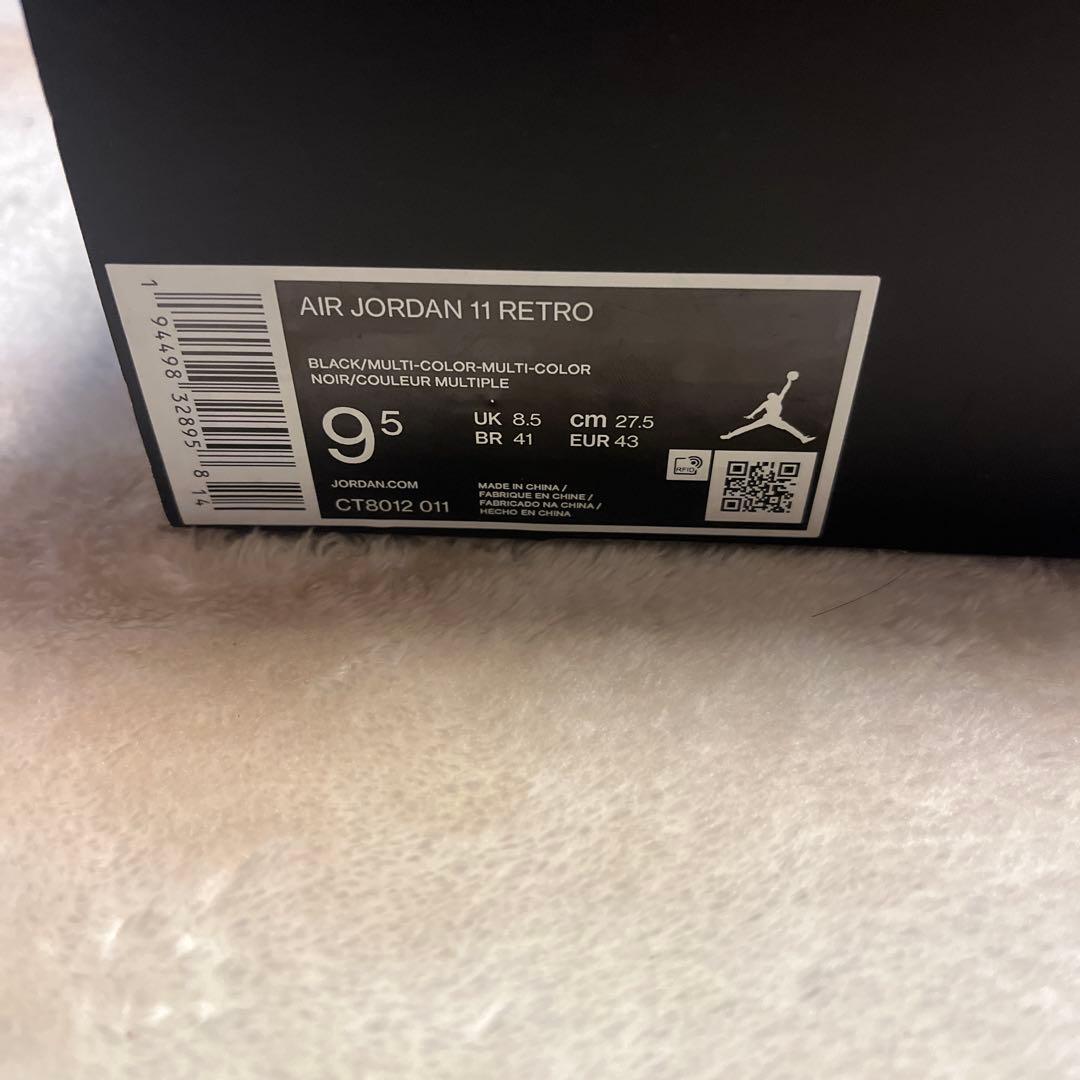 AIR JORDAN 11 RETRO
BLACK/MULTI-COLOR-MULTI-COLOR
NOIR/COULEUR MULTIPLE
9 5
UK 8.5 cm 27.5
BR 41 EUR 43
JORDAN.COM
CT8012 011
MADE IN CHINA /
FABRIQUE EN CHINE /
FABRICADO NA CHINA /
HECHO EN CHINA
RFID
1 94498 32895 8 14